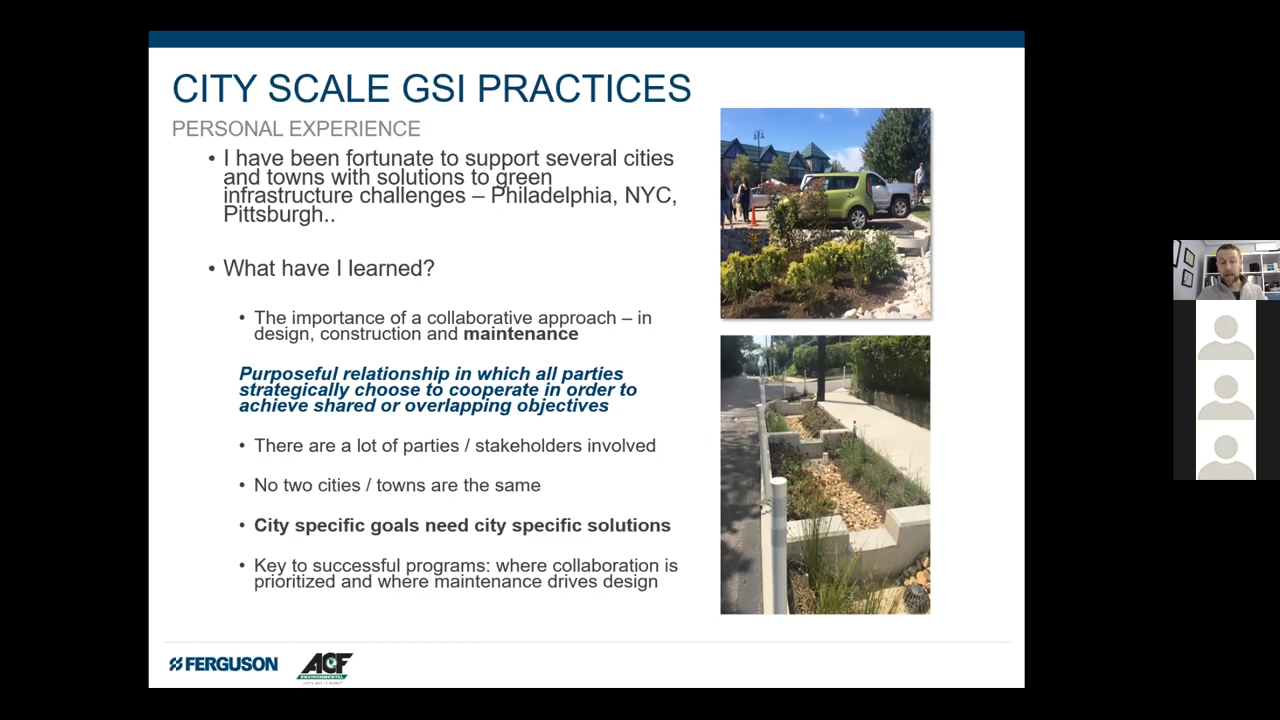 CITY SCALE GSI PRACTICES
PERSONAL EXPERIENCE
• I have been fortunate to support several cities
and towns with solutions to green
infrastructure challenges – Philadelphia, NYC,
Pittsburgh..
• What have I learned?
• The importance of a collaborative approach – in
design, construction and maintenance
Purposeful relationship in which all parties
strategically choose to cooperate in order to
achieve shared or overlapping objectives
• There are a lot of parties / stakeholders involved
• No two cities / towns are the same
• City specific goals need city specific solutions
• Key to successful programs: where collaboration is
prioritized and where maintenance drives design
FERGUSON
ACF
ENVIRONMENTAL